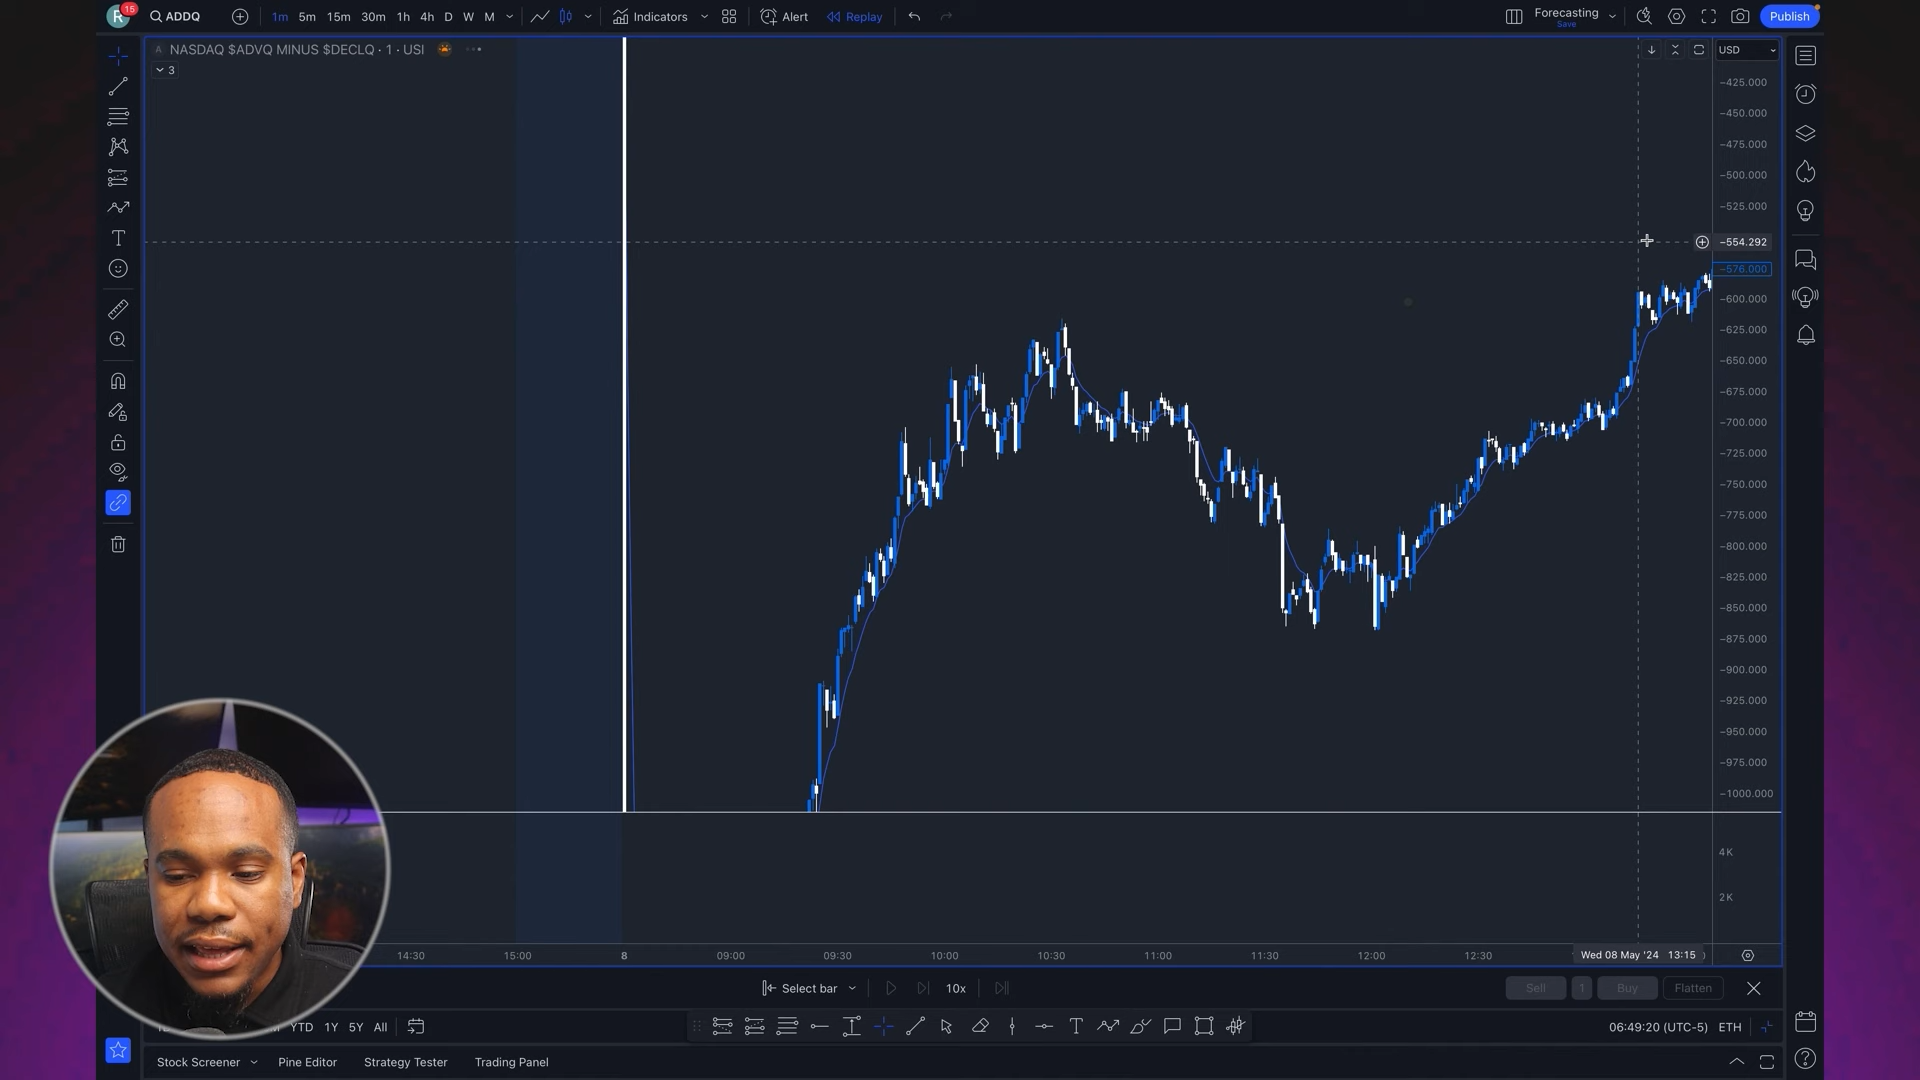 R 15 ADDQ 1m 5m 15m 30m 1h 4h D W M Indicators Alert Replay Forecasting Save Publish
A NASDAQ $ADVQ MINUS $DECLQ · 1 · USI
3
USD
−425.000
−450.000
−475.000
−500.000
−525.000
−554.292
−576.000
−600.000
−625.000
−650.000
−675.000
−700.000
−725.000
−750.000
−775.000
−800.000
−825.000
−850.000
−875.000
−900.000
−925.000
−950.000
−975.000
−1000.000
4K
2K
14:30 15:00 8 09:00 09:30 10:00 10:30 11:00 11:30 12:00 12:30 Wed 08 May '24 13:15
Select bar 10x Sell 1 Buy Flatten
YTD 1Y 5Y All T 06:49:20 (UTC-5) ETH
Stock Screener Pine Editor Strategy Tester Trading Panel